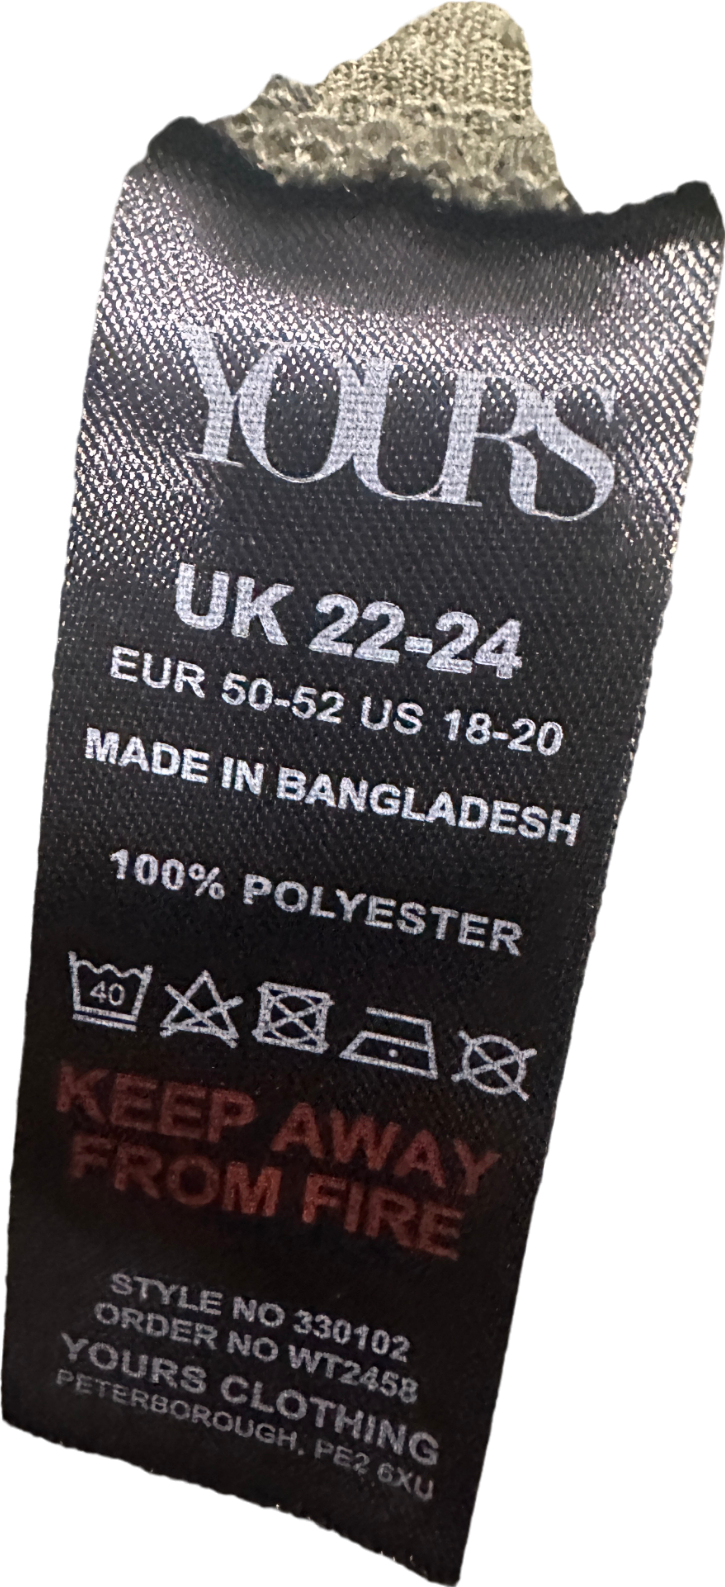 YOURS
UK 22-24
EUR 50-52 US 18-20
MADE IN BANGLADESH
100% POLYESTER
40
KEEP AWAY
FROM FIRE
STYLE NO 330102
ORDER NO WT2458
YOURS CLOTHING
PETERBOROUGH, PE2 6XU